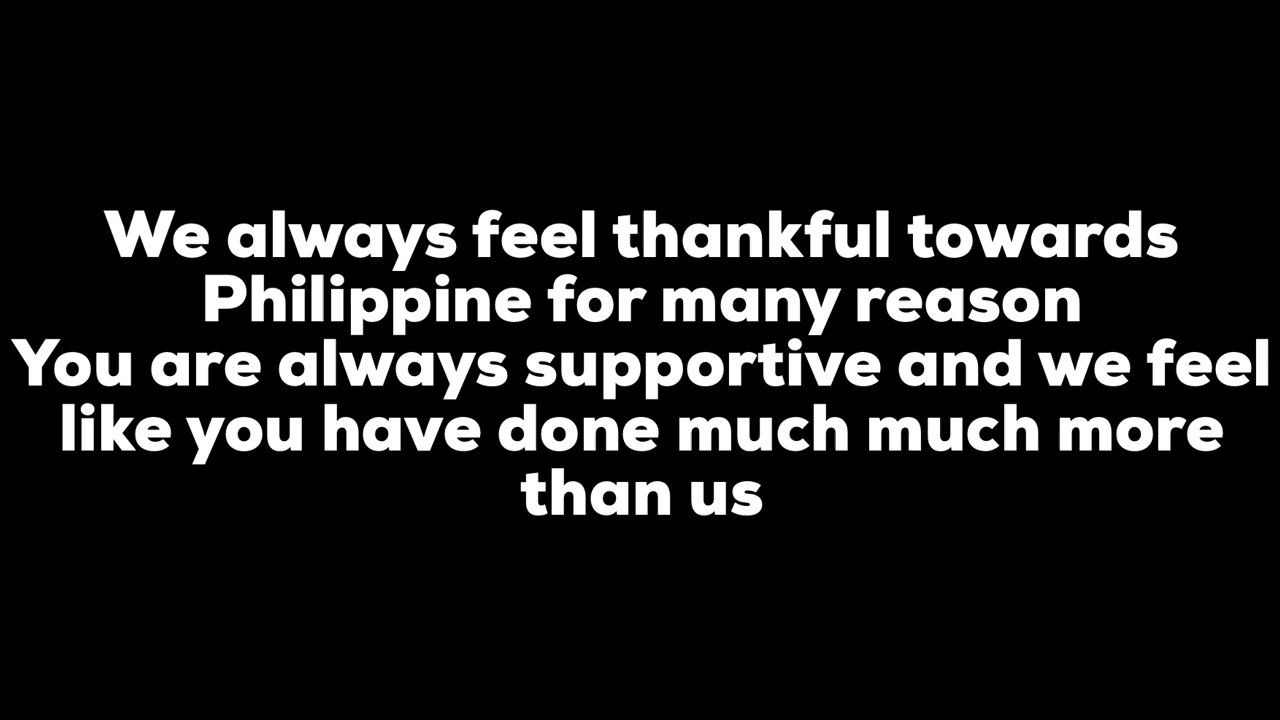 We always feel thankful towards
Philippine for many reason
You are always supportive and we feel
like you have done much much more
than us